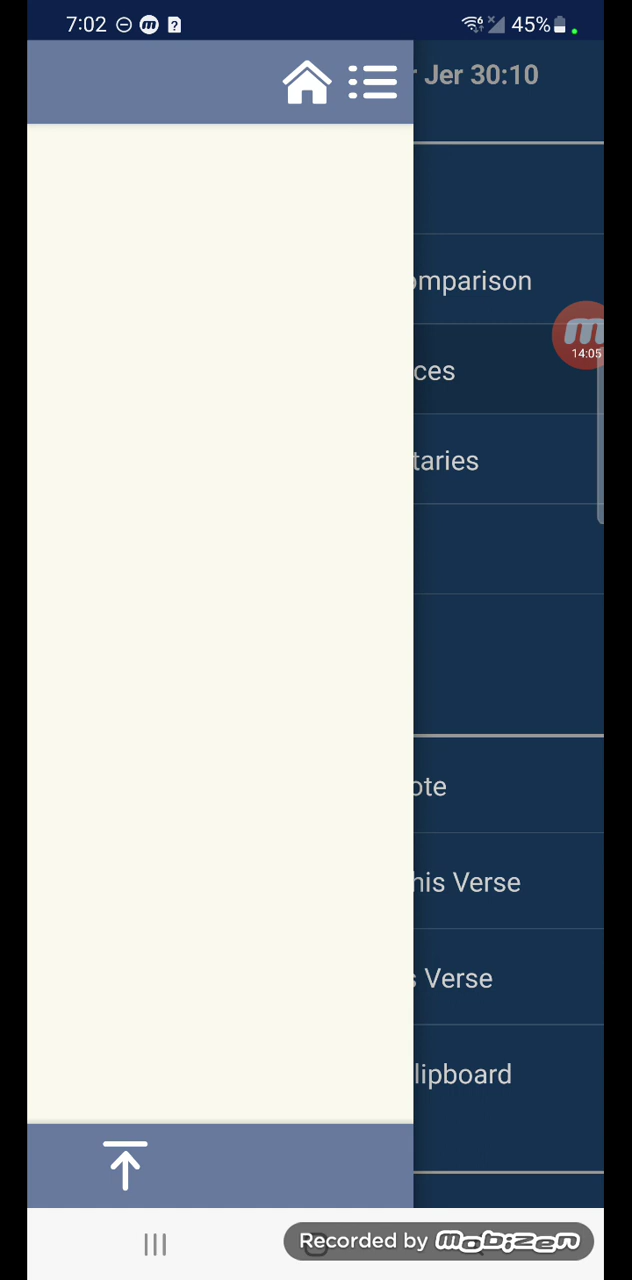 7:02
45%
Jer 30:10
omparison
14:05
ces
taries
ote
his Verse
s Verse
lipboard
Recorded by mobizen